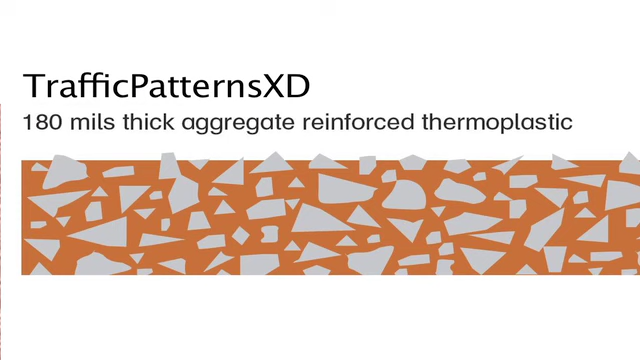 TrafficPatternsXD
180 mils thick aggregate reinforced thermoplastic